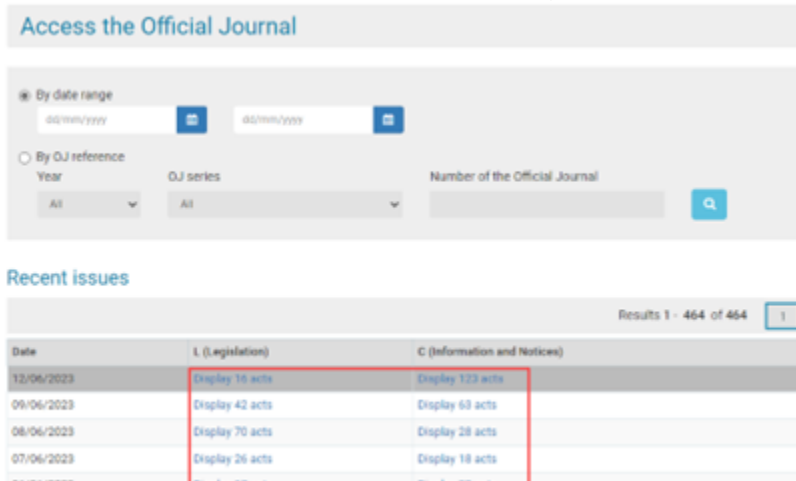 Access the Official Journal
By date range
dd/mm/yyyy dd/mm/yyyy
By OJ reference
Year OJ series Number of the Official Journal
All All
Recent issues
Results 1 - 464 of 464 1
Date L (Legislation) C (Information and Notices)
12/06/2023 Display 16 acts Display 123 acts
09/06/2023 Display 42 acts Display 63 acts
08/06/2023 Display 70 acts Display 28 acts
07/06/2023 Display 26 acts Display 18 acts